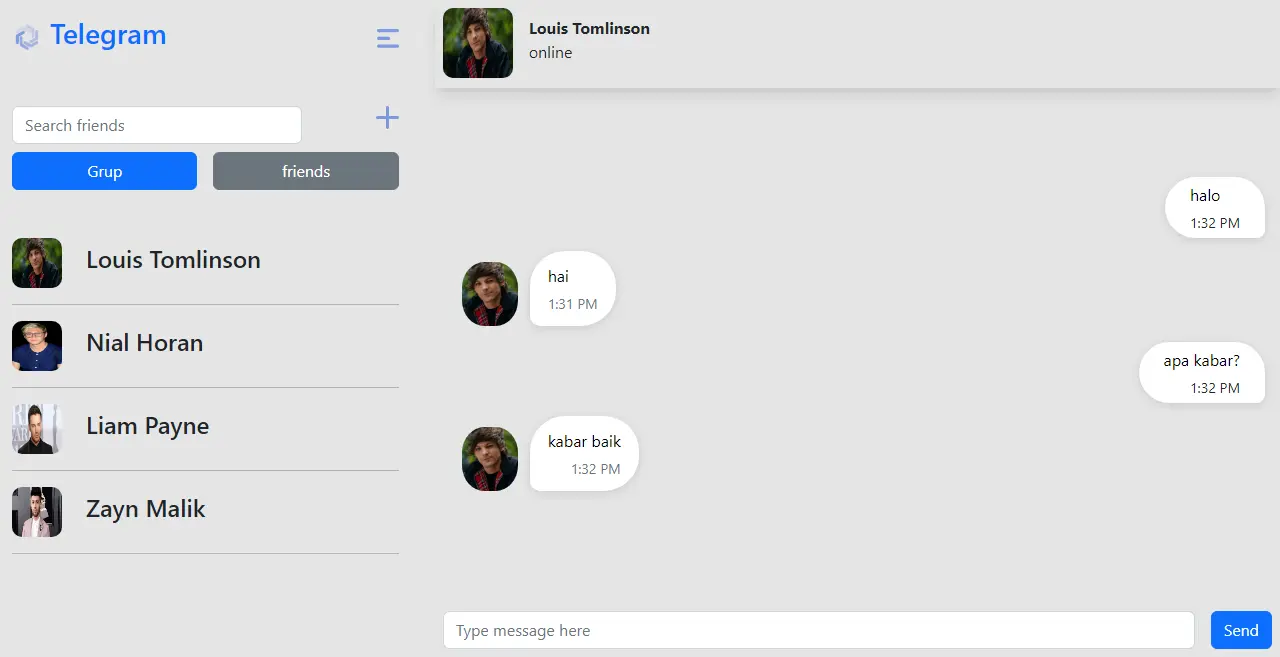 Telegram
Search friends
Grup
friends
Louis Tomlinson
Nial Horan
Liam Payne
Zayn Malik
Louis Tomlinson
online
halo
1:32 PM
hai
1:31 PM
apa kabar?
1:32 PM
kabar baik
1:32 PM
Type message here
Send